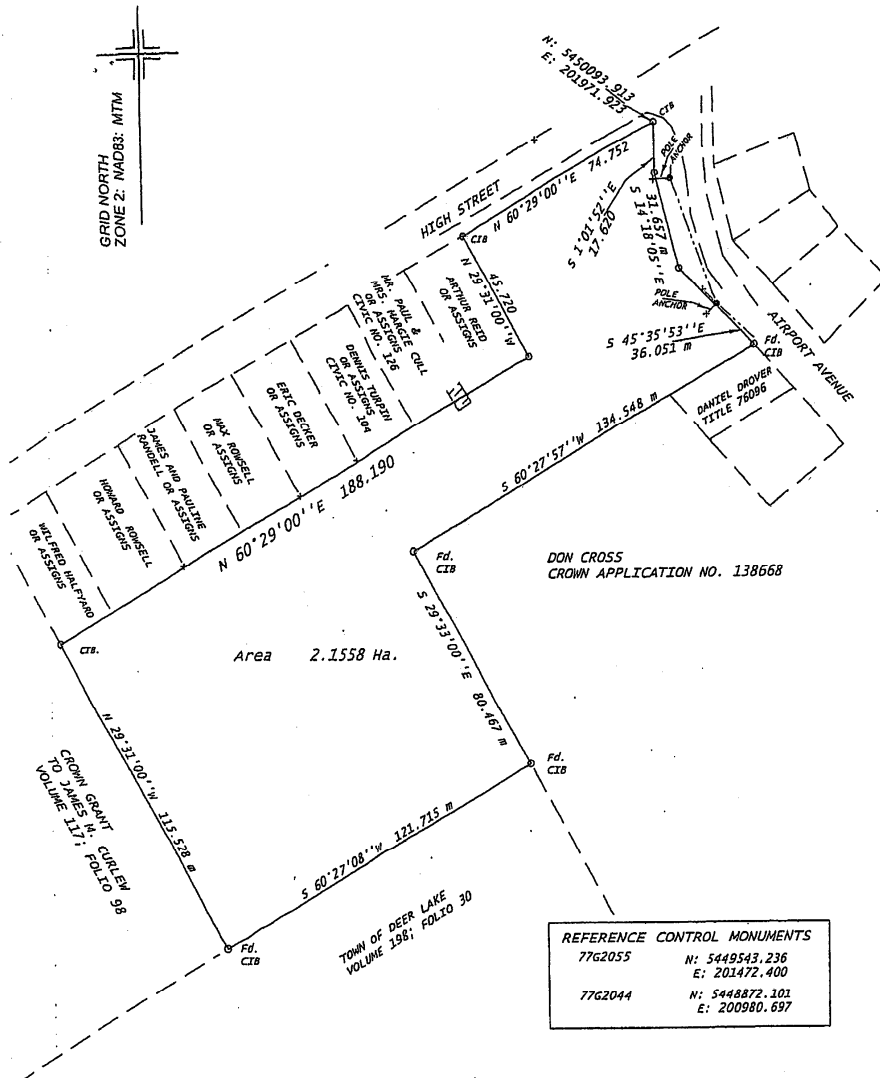 GRID NORTH
ZONE 2: NAD83: MTM
N: 5450093.913
E: 201971.923
CIB
POLE
ANCHOR
HIGH STREET
N 60°29'00''E 74.752
CIB
S 1°01'52''E
17.620
31.657 m
S 14°18'05''E
N 29°31'00''W
45.720
ARTHUR REID
OR ASSIGNS
MR. PAUL &
MRS. MARGIE CULL
OR ASSIGNS
CIVIC NO. 126
DENNIS TURPIN
OR ASSIGNS
CIVIC NO. 104
ERIC DECKER
OR ASSIGNS
MAX ROWSELL
OR ASSIGNS
JAMES AND PAULINE
RANDELL OR ASSIGNS
HOWARD ROWSELL
OR ASSIGNS
WILFRED HALFYARD
OR ASSIGNS
POLE
ANCHOR
AIRPORT AVENUE
S 45°35'53''E
36.051 m
Fd.
CIB
DANIEL DROVER
TITLE 76096
S 60°27'57''W 134.548 m
N 60°29'00''E 188.190
Fd.
CIB
DON CROSS
CROWN APPLICATION NO. 138668
S 29°33'00''E 80.467 m
CIB.
Area 2.1558 Ha.
N 29°31'00''W 115.528 m
CROWN GRANT
TO JAMES M. CURLEW
VOLUME 117; FOLIO 98
Fd.
CIB
S 60°27'08''W 121.715 m
Fd.
CIB
TOWN OF DEER LAKE
VOLUME 198; FOLIO 30
REFERENCE CONTROL MONUMENTS
77G2055 N: 5449543.236
E: 201472.400
77G2044 N: 5448872.101
E: 200980.697